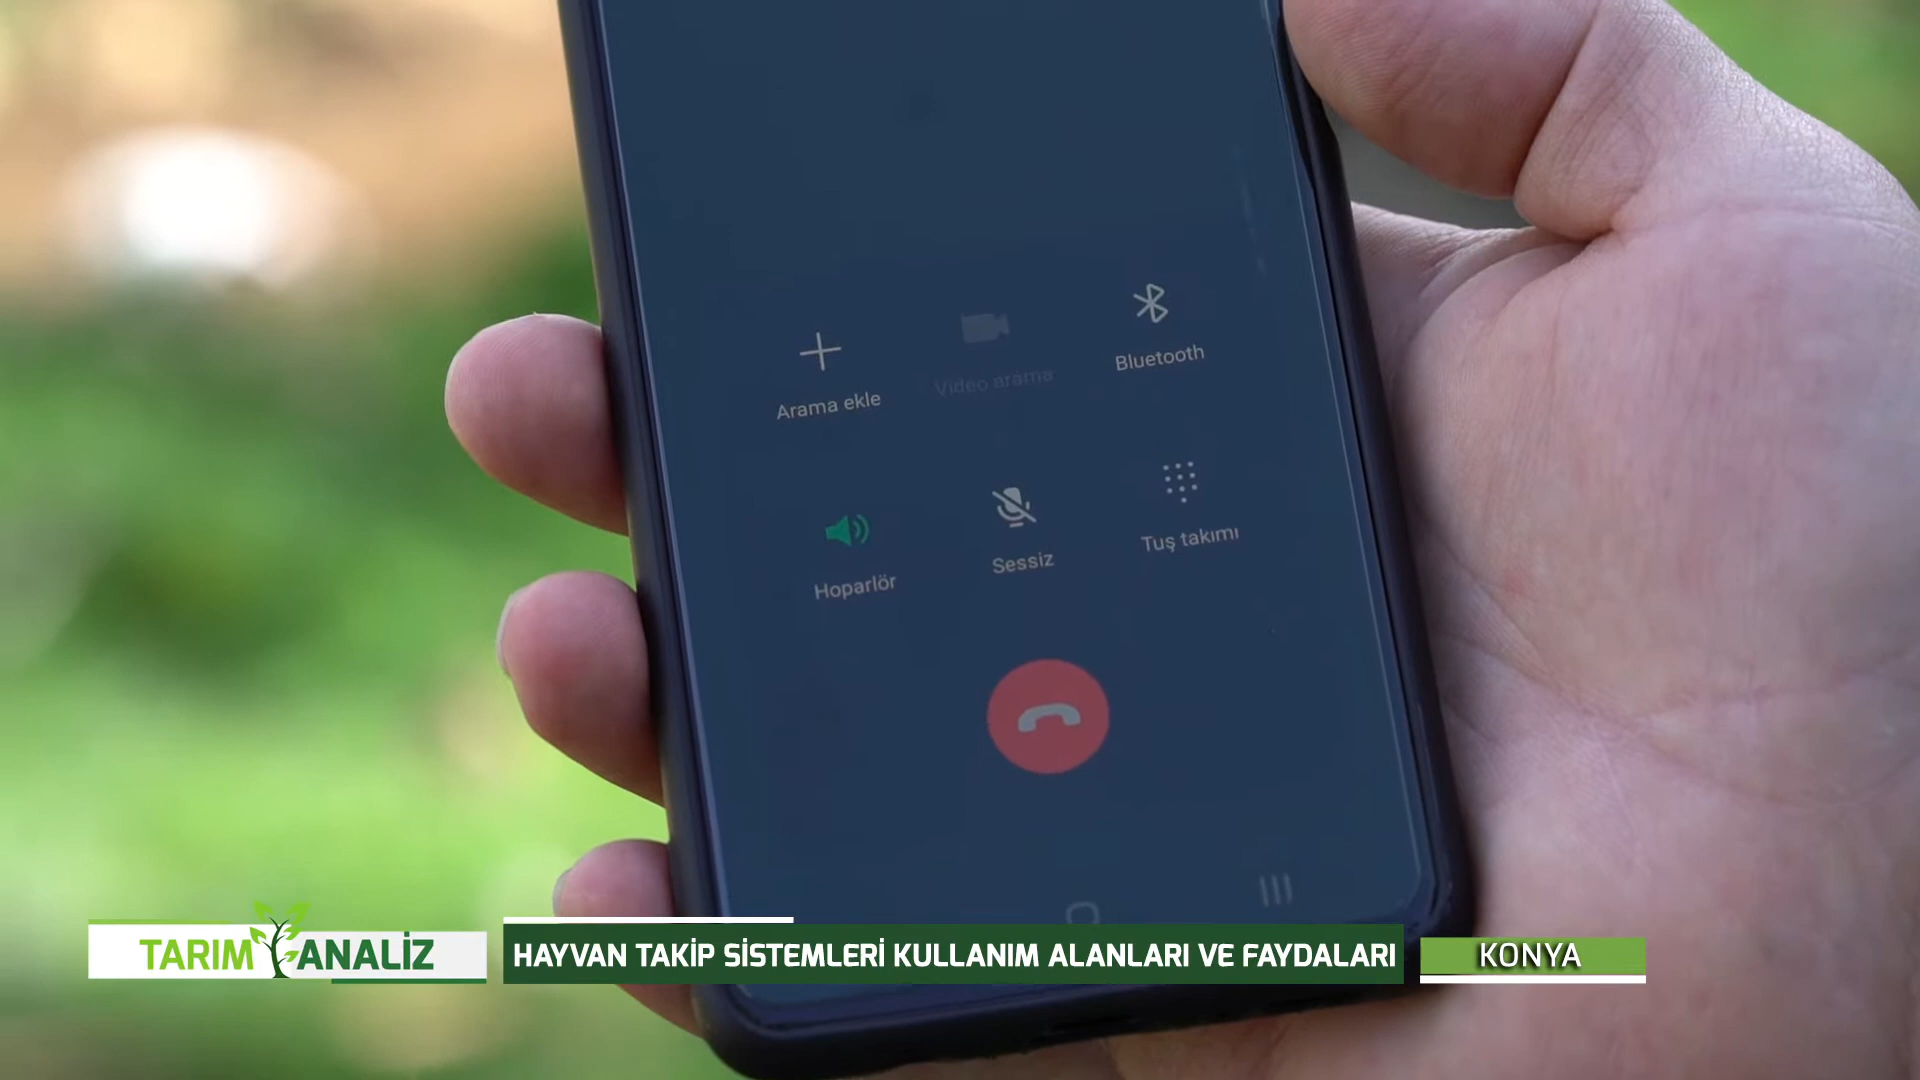 Arama ekle
Video arama
Bluetooth
Hoparlör
Sessiz
Tuş takımı
TARIM ANALİZ
HAYVAN TAKİP SİSTEMLERİ KULLANIM ALANLARI VE FAYDALARI
KONYA